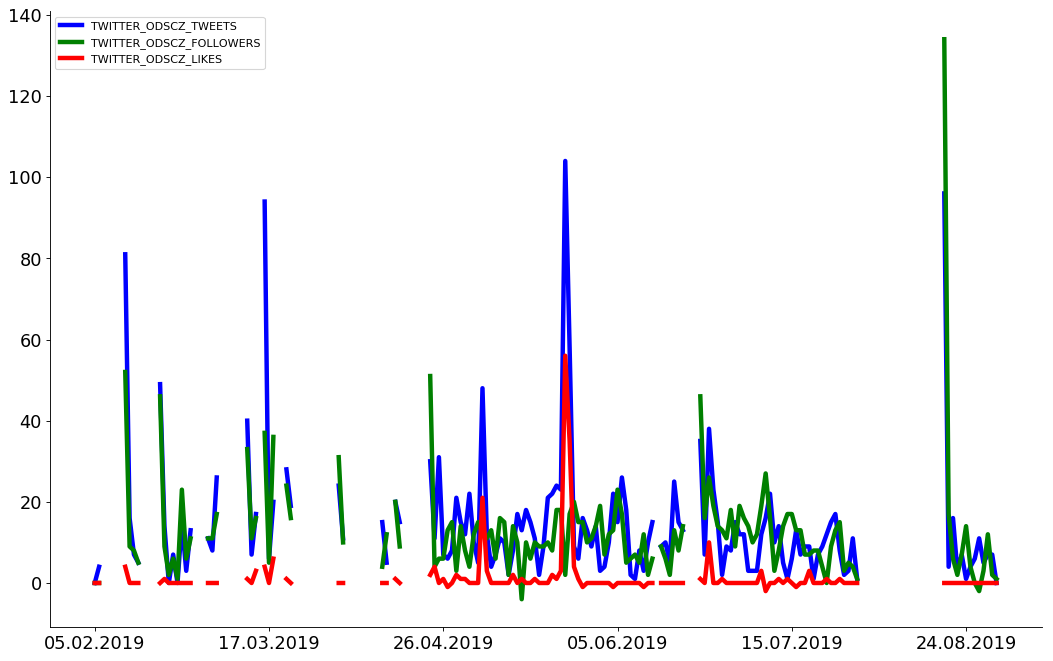 TWITTER_ODSCZ_TWEETS
TWITTER_ODSCZ_FOLLOWERS
TWITTER_ODSCZ_LIKES
140
120
100
80
60
40
20
0
05.02.2019 17.03.2019 26.04.2019 05.06.2019 15.07.2019 24.08.2019